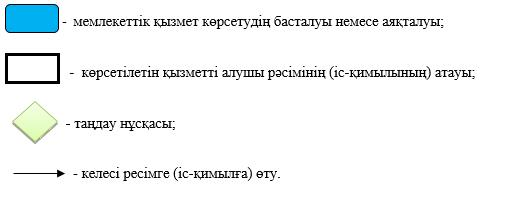 - мемлекеттік қызмет көрсетудің басталуы немесе аяқталуы;
- көрсетілетін қызметті алушы рәсімінің (іс-қимылының) атауы;
- таңдау нұсқасы;
- келесі ресімге (іс-қимылға) өту.